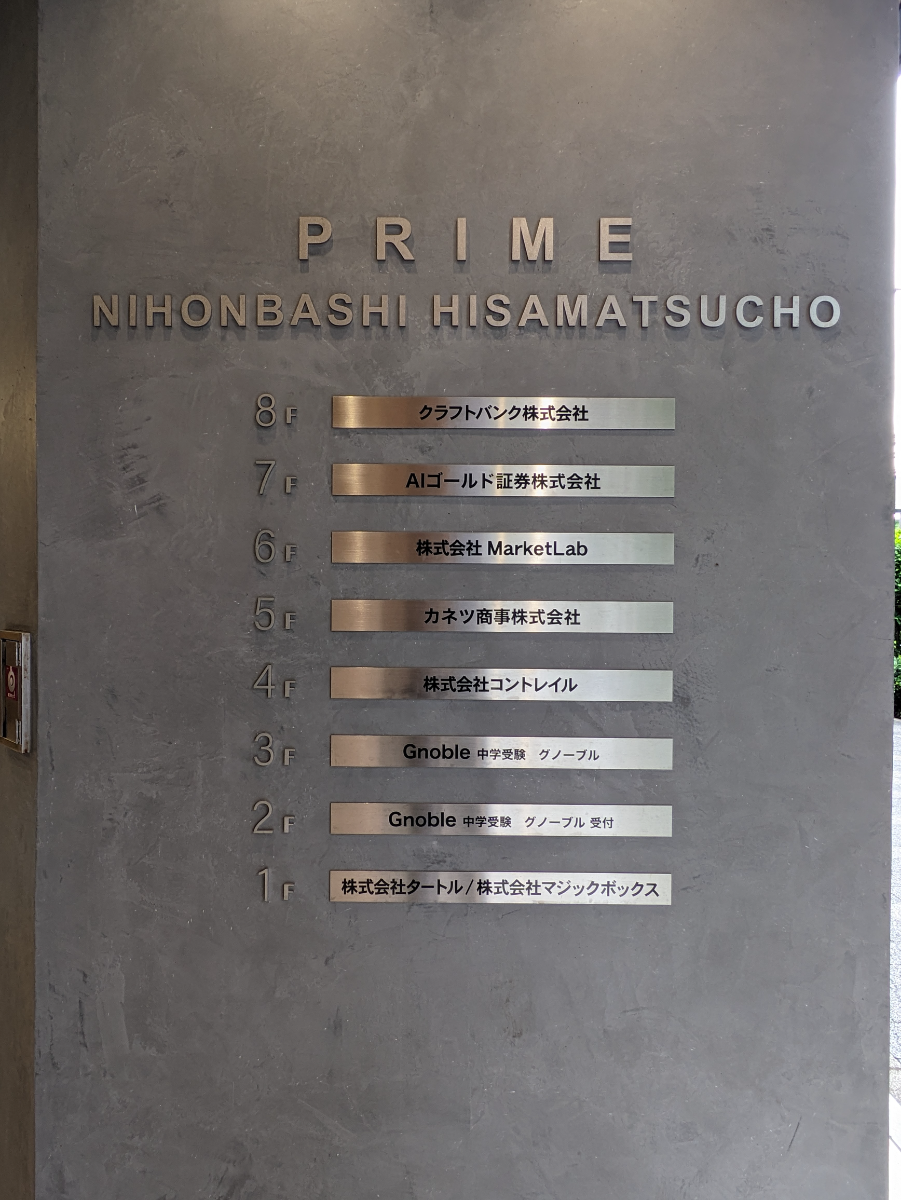 PRIME
NIHONBASHI HISAMATSUCHO
8F クラフトバンク株式会社
7F AIゴールド証券株式会社
6F 株式会社 MarketLab
5F カネツ商事株式会社
4F 株式会社コントレイル
3F Gnoble 中学受験 グノーブル
2F Gnoble 中学受験 グノーブル 受付
1F 株式会社タートル/株式会社マジックボックス